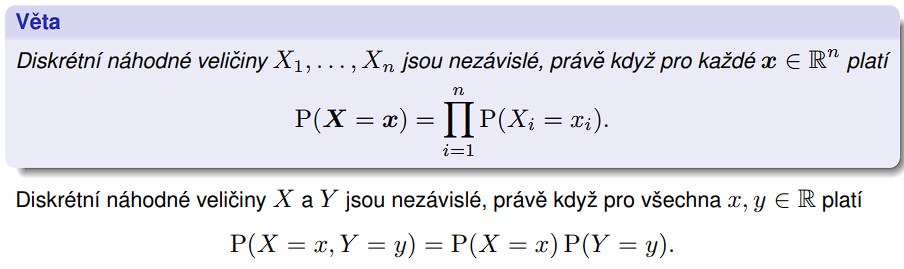 Věta
Diskrétní náhodné veličiny X₁, . . . , Xₙ jsou nezávislé, právě když pro každé 𝒙 ∈ ℝⁿ platí
P(𝑿 = 𝒙) = ∏ᵢ₌₁ⁿ P(Xᵢ = xᵢ).
Diskrétní náhodné veličiny X a Y jsou nezávislé, právě když pro všechna x, y ∈ ℝ platí
P(X = x, Y = y) = P(X = x) P(Y = y).